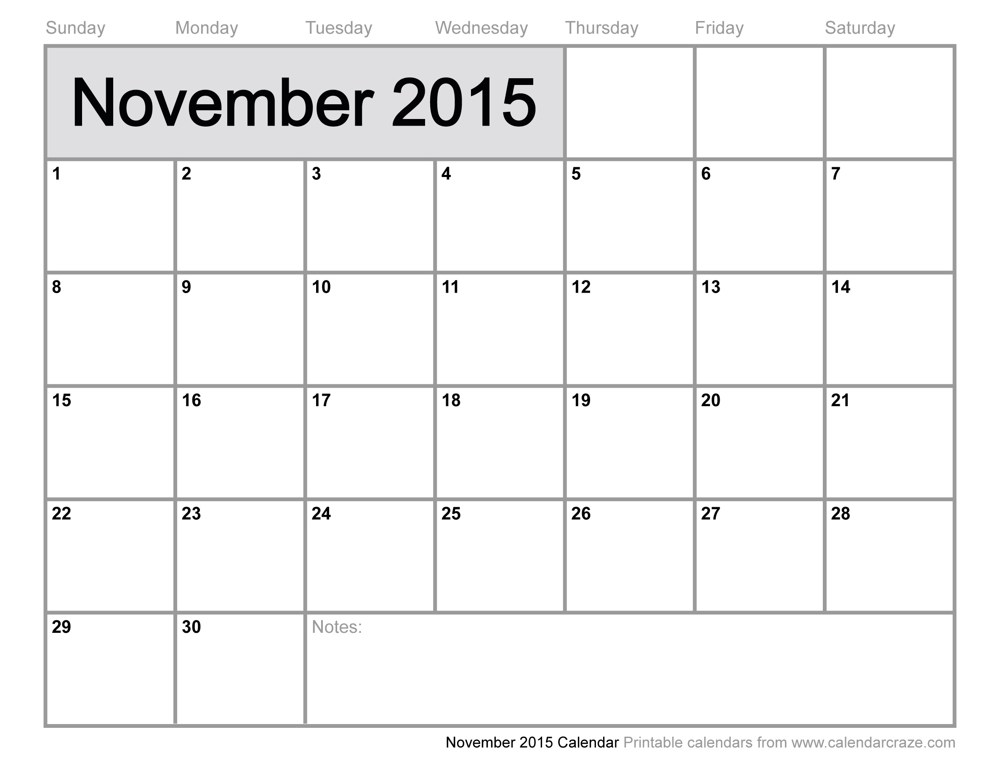 Sunday Monday Tuesday Wednesday Thursday Friday Saturday
November 2015
1 2 3 4 5 6 7
8 9 10 11 12 13 14
15 16 17 18 19 20 21
22 23 24 25 26 27 28
29 30 Notes:
November 2015 Calendar Printable calendars from www.calendarcraze.com